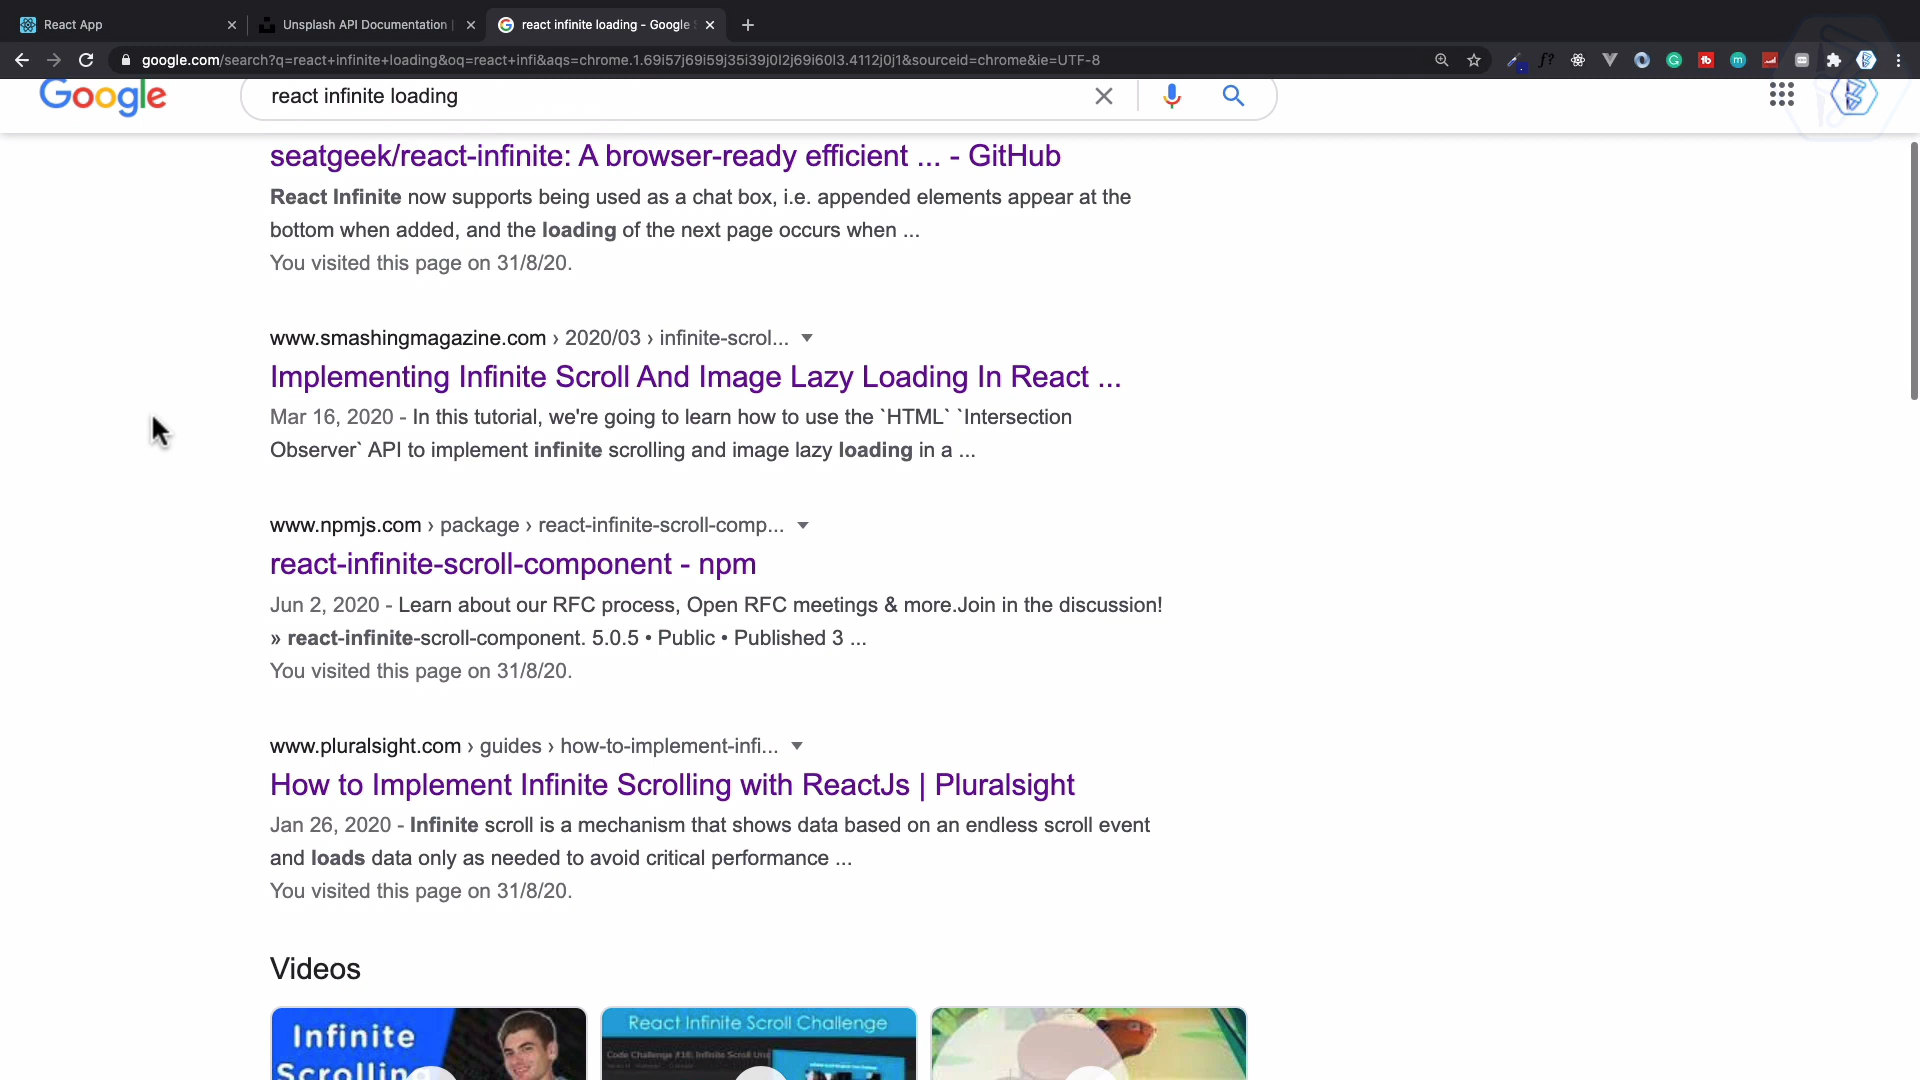 React App
Unsplash API Documentation |
react infinite loading - Google
google.com/search?q=react+infinite+loading&oq=react+infi&aqs=chrome.1.69i57j69i59j35i39j0l2j69i60l3.4112j0j1&sourceid=chrome&ie=UTF-8
Google
react infinite loading
seatgeek/react-infinite: A browser-ready efficient ... - GitHub
React Infinite now supports being used as a chat box, i.e. appended elements appear at the
bottom when added, and the loading of the next page occurs when ...
You visited this page on 31/8/20.
www.smashingmagazine.com › 2020/03 › infinite-scrol...
Implementing Infinite Scroll And Image Lazy Loading In React ...
Mar 16, 2020 - In this tutorial, we're going to learn how to use the `HTML` `Intersection
Observer` API to implement infinite scrolling and image lazy loading in a ...
www.npmjs.com › package › react-infinite-scroll-comp...
react-infinite-scroll-component - npm
Jun 2, 2020 - Learn about our RFC process, Open RFC meetings & more.Join in the discussion!
» react-infinite-scroll-component. 5.0.5 • Public • Published 3 ...
You visited this page on 31/8/20.
www.pluralsight.com › guides › how-to-implement-infi...
How to Implement Infinite Scrolling with ReactJs | Pluralsight
Jan 26, 2020 - Infinite scroll is a mechanism that shows data based on an endless scroll event
and loads data only as needed to avoid critical performance ...
You visited this page on 31/8/20.
Videos
Infinite
Scrolling
React Infinite Scroll Challenge
Code Challenge #16: Infinite Scroll